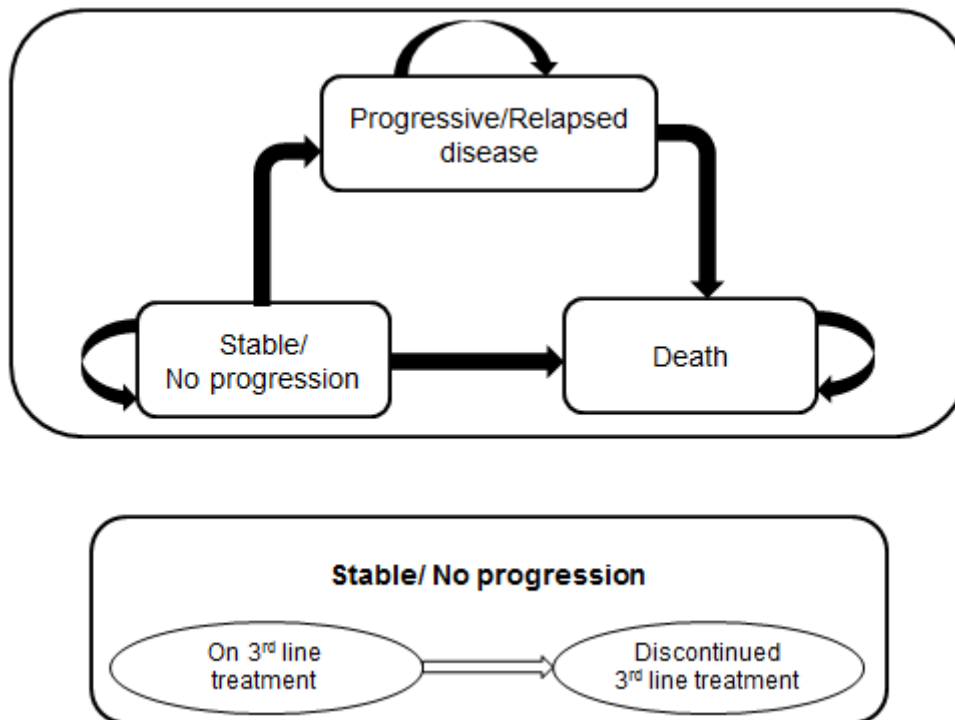 Progressive/Relapsed
disease
Stable/
No progression
Death
Stable/ No progression
On 3rd line
treatment
Discontinued
3rd line treatment